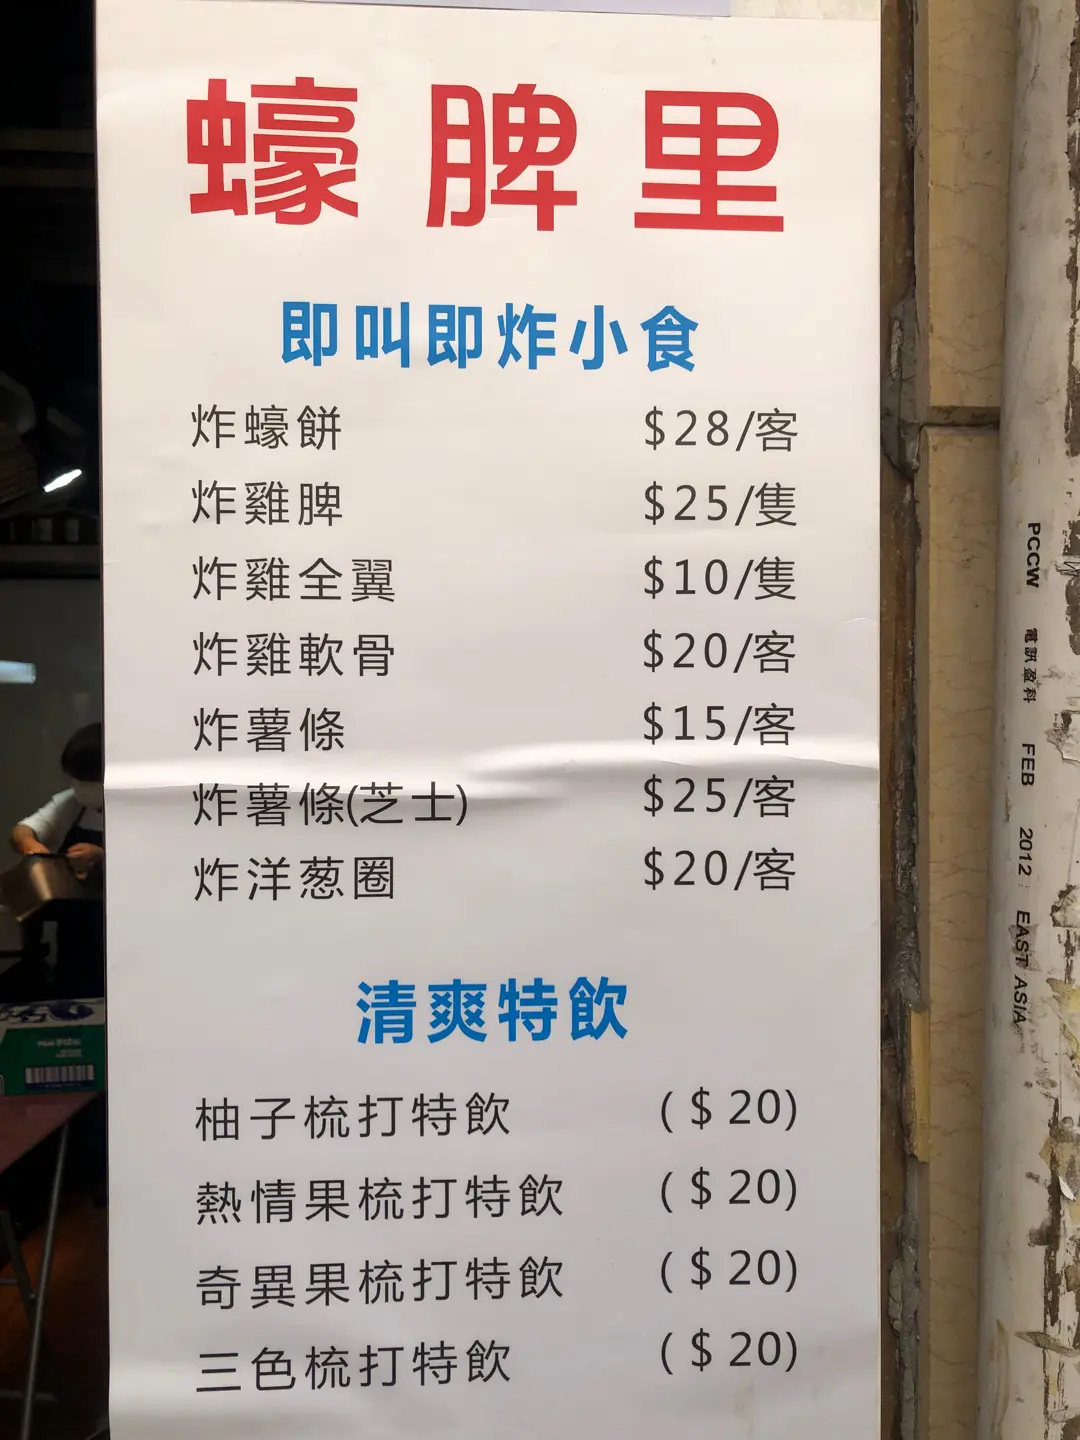 蠔脾里
即叫即炸小食
炸蠔餅 $28/客
炸雞脾 $25/隻
炸雞全翼 $10/隻
炸雞軟骨 $20/客
炸薯條 $15/客
炸薯條(芝士) $25/客
炸洋葱圈 $20/客
清爽特飲
柚子梳打特飲 ($20)
熱情果梳打特飲 ($20)
奇異果梳打特飲 ($20)
三色梳打特飲 ($20)
PCCW 電訊盈科 FEB 2012 EAST ASIA